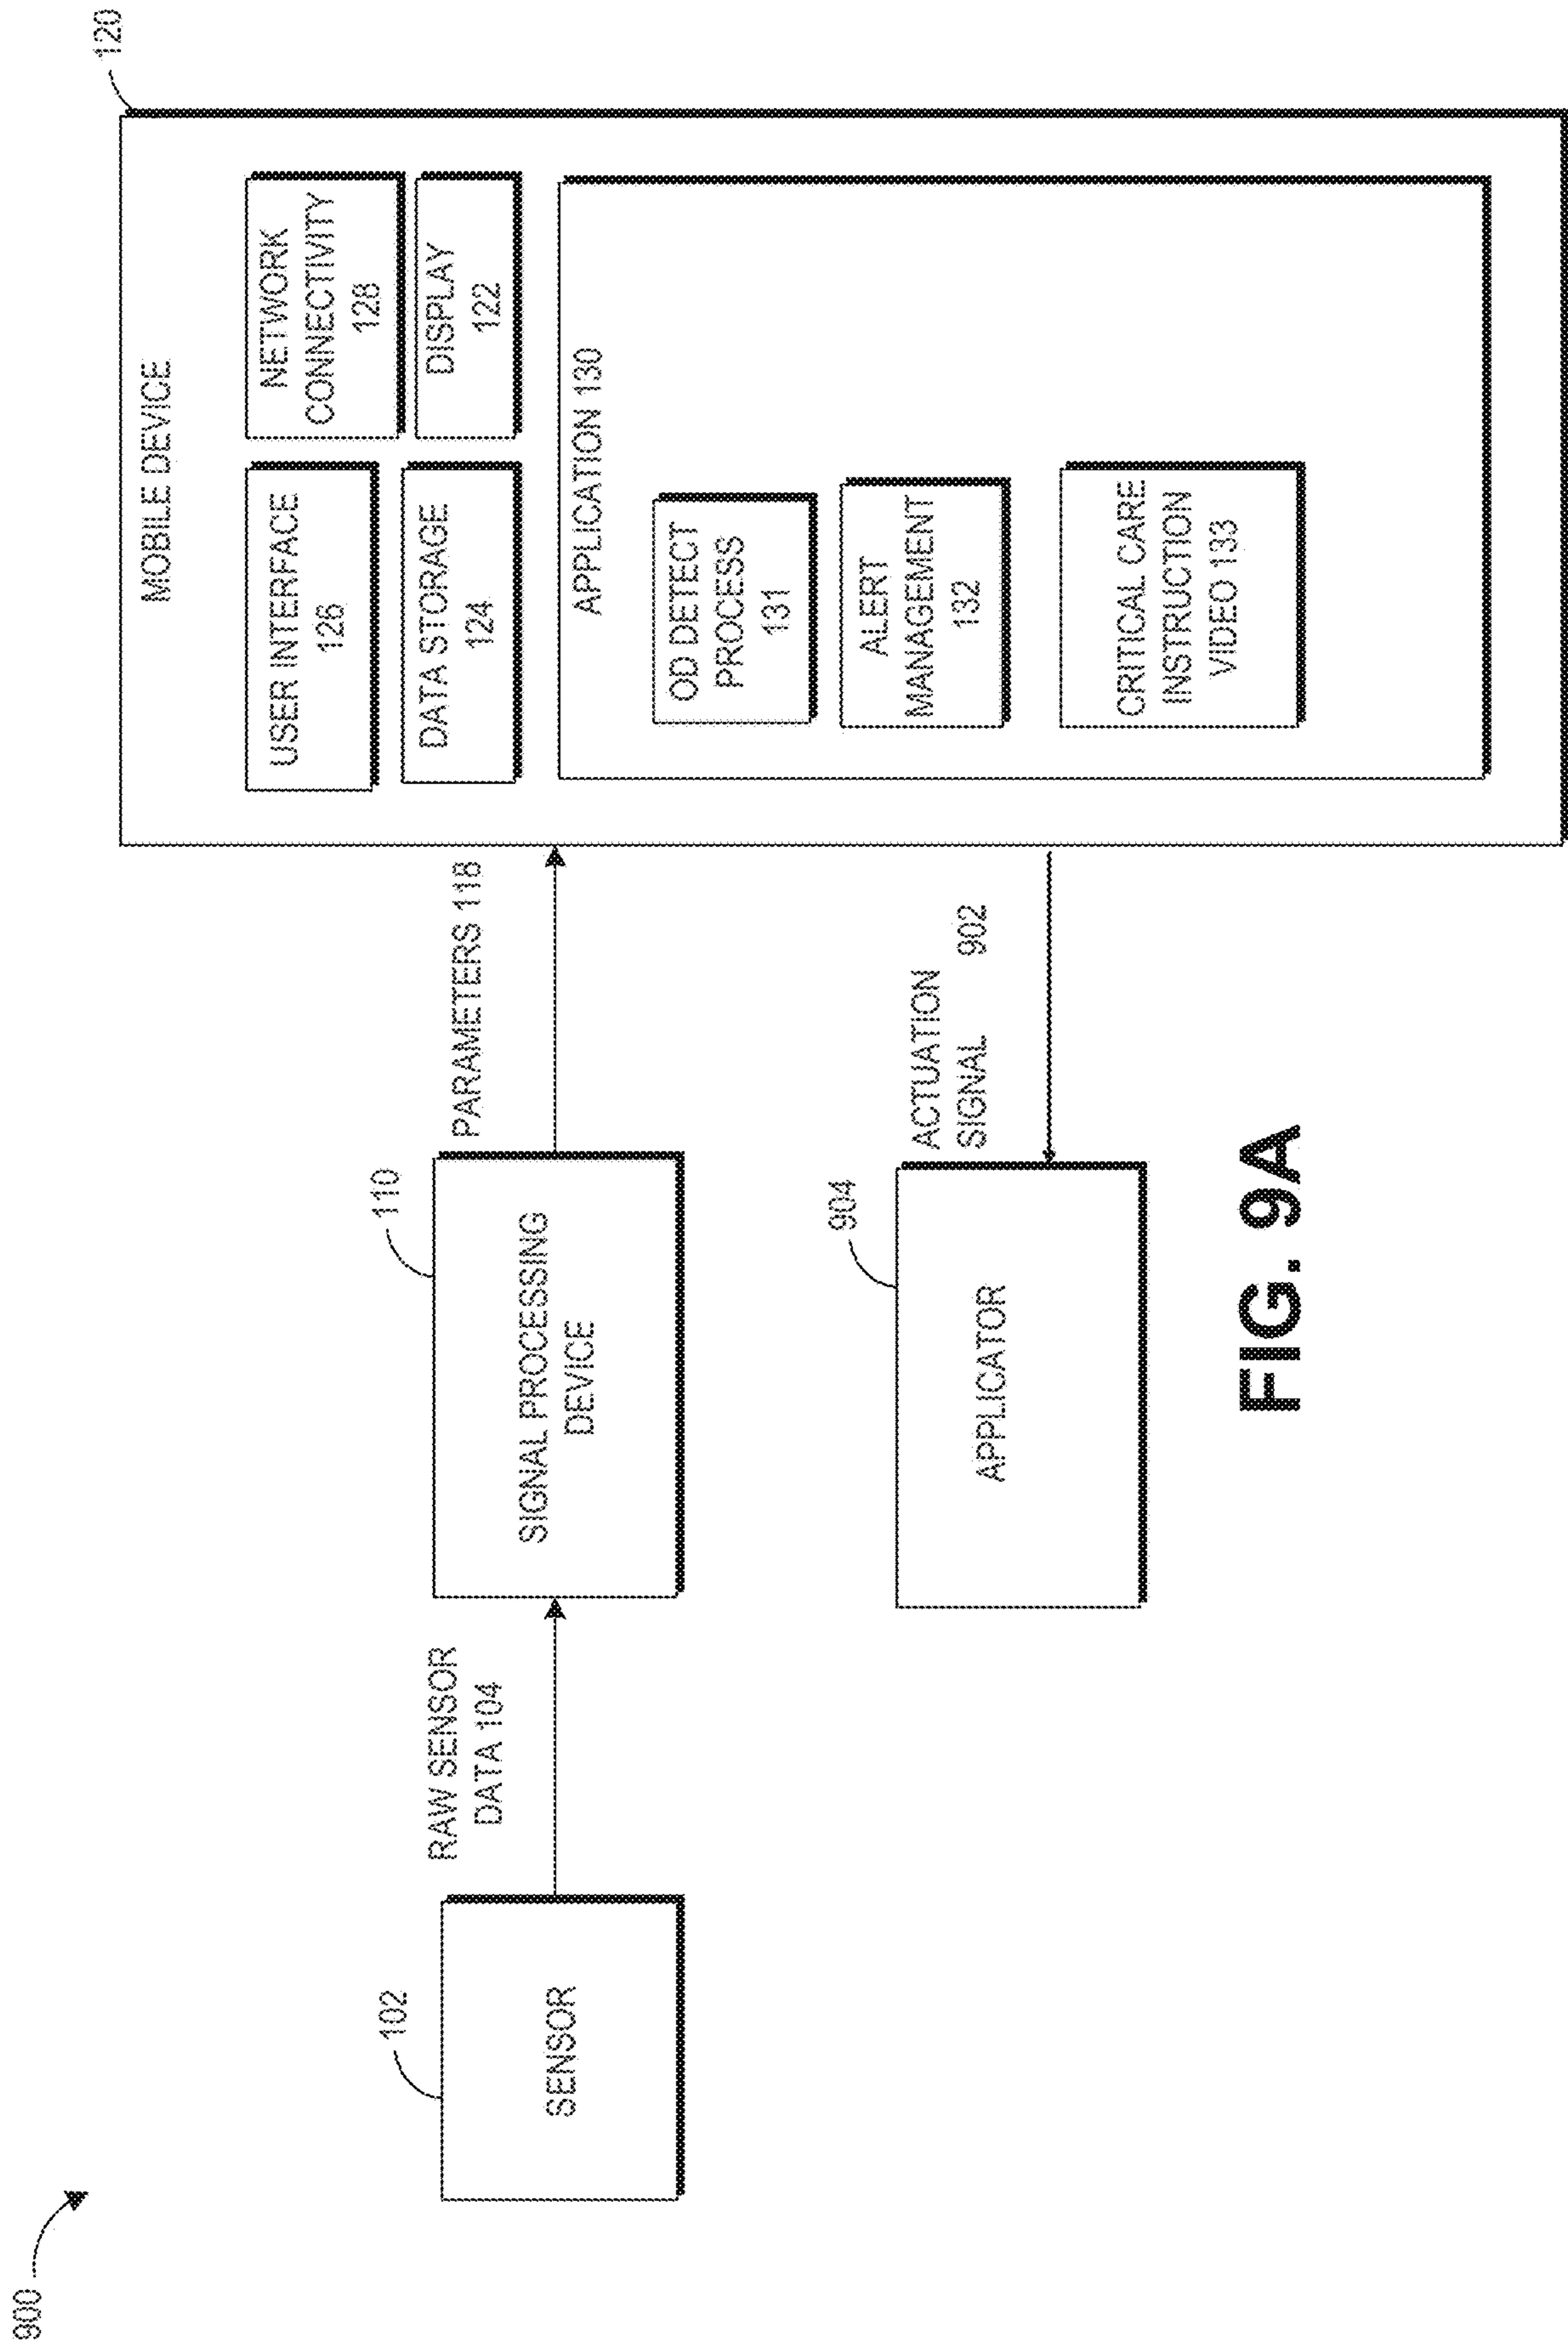 900
102
SENSOR
RAW SENSOR
DATA 104
110
SIGNAL PROCESSING
DEVICE
PARAMETERS 118
904
APPLICATOR
ACTUATION
SIGNAL 902
120
MOBILE DEVICE
USER INTERFACE
126
NETWORK
CONNECTIVITY
128
DATA STORAGE
124
DISPLAY
122
APPLICATION 130
OD DETECT
PROCESS
131
ALERT
MANAGEMENT
132
CRITICAL CARE
INSTRUCTION
VIDEO 133
FIG. 9A